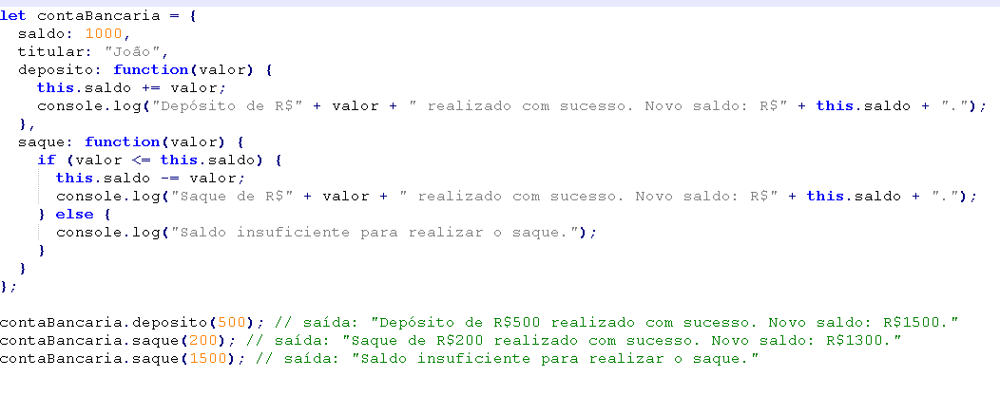 let contaBancaria = {
  saldo: 1000,
  titular: "João",
  deposito: function(valor) {
    this.saldo += valor;
    console.log("Depósito de R$" + valor + " realizado com sucesso. Novo saldo: R$" + this.saldo + ".");
  },
  saque: function(valor) {
    if (valor <= this.saldo) {
      this.saldo -= valor;
      console.log("Saque de R$" + valor + " realizado com sucesso. Novo saldo: R$" + this.saldo + ".");
    } else {
      console.log("Saldo insuficiente para realizar o saque.");
    }
  }
};

contaBancaria.deposito(500); // saída: "Depósito de R$500 realizado com sucesso. Novo saldo: R$1500."
contaBancaria.saque(200); // saída: "Saque de R$200 realizado com sucesso. Novo saldo: R$1300."
contaBancaria.saque(1500); // saída: "Saldo insuficiente para realizar o saque."